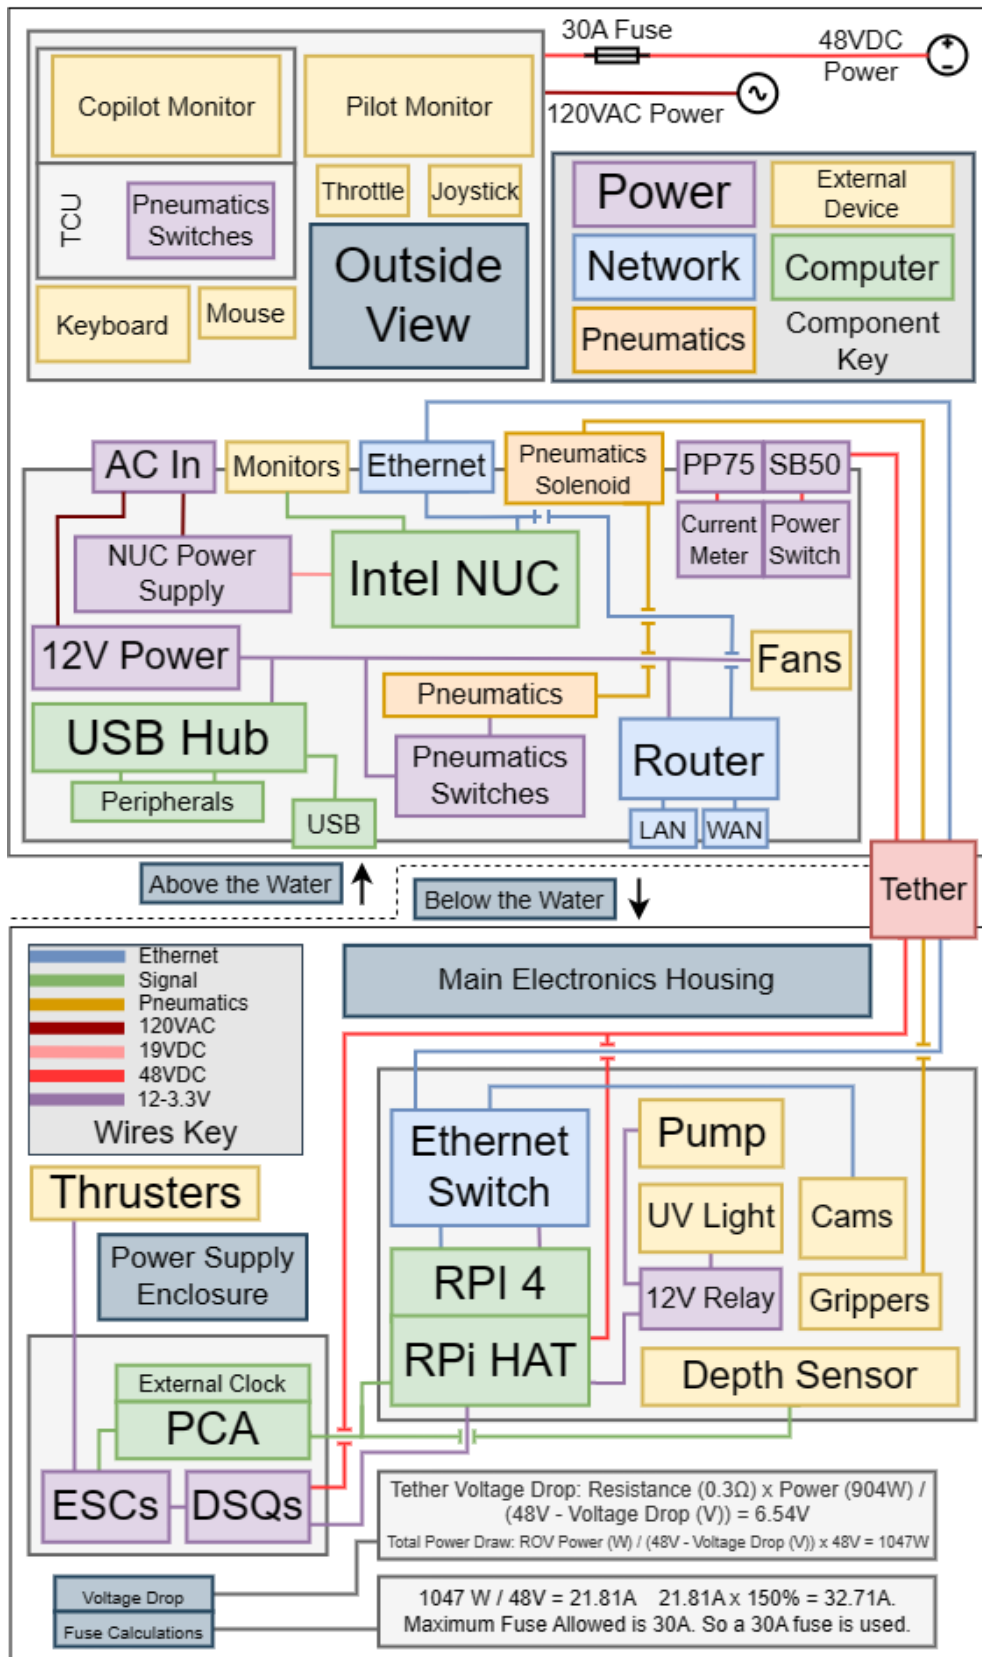 30A Fuse
48VDC
Power
120VAC Power
Copilot Monitor
Pilot Monitor
TCU
Pneumatics
Switches
Throttle
Joystick
Keyboard
Mouse
Outside
View
Power
External
Device
Network
Computer
Pneumatics
Component
Key
AC In
Monitors
Ethernet
Pneumatics
Solenoid
PP75
SB50
NUC Power
Supply
Intel NUC
Current
Meter
Power
Switch
12V Power
Fans
Pneumatics
USB Hub
Pneumatics
Switches
Router
Peripherals
USB
LAN
WAN
Above the Water
Below the Water
Tether
Ethernet
Signal
Pneumatics
120VAC
19VDC
48VDC
12-3.3V
Wires Key
Main Electronics Housing
Thrusters
Power Supply
Enclosure
Ethernet
Switch
Pump
UV Light
Cams
RPI 4
12V Relay
Grippers
RPi HAT
Depth Sensor
External Clock
PCA
ESCs
DSQs
Tether Voltage Drop: Resistance (0.3Ω) x Power (904W) /
(48V - Voltage Drop (V)) = 6.54V
Total Power Draw: ROV Power (W) / (48V - Voltage Drop (V)) x 48V = 1047W
Voltage Drop
Fuse Calculations
1047 W / 48V = 21.81A 21.81A x 150% = 32.71A.
Maximum Fuse Allowed is 30A. So a 30A fuse is used.